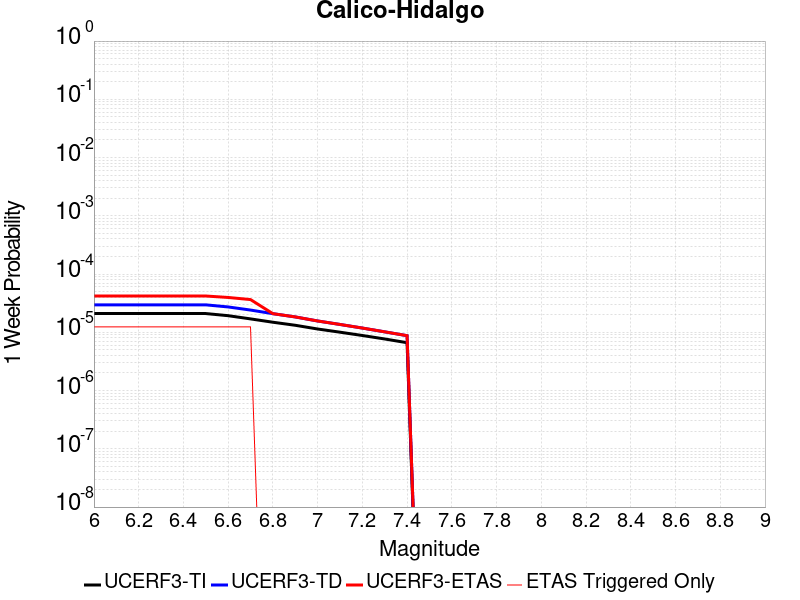 Calico-Hidalgo
10^0
10^-1
10^-2
10^-3
10^-4
10^-5
10^-6
10^-7
10^-8
1 Week Probability
6 6.2 6.4 6.6 6.8 7 7.2 7.4 7.6 7.8 8 8.2 8.4 8.6 8.8 9
Magnitude
UCERF3-TI UCERF3-TD UCERF3-ETAS ETAS Triggered Only